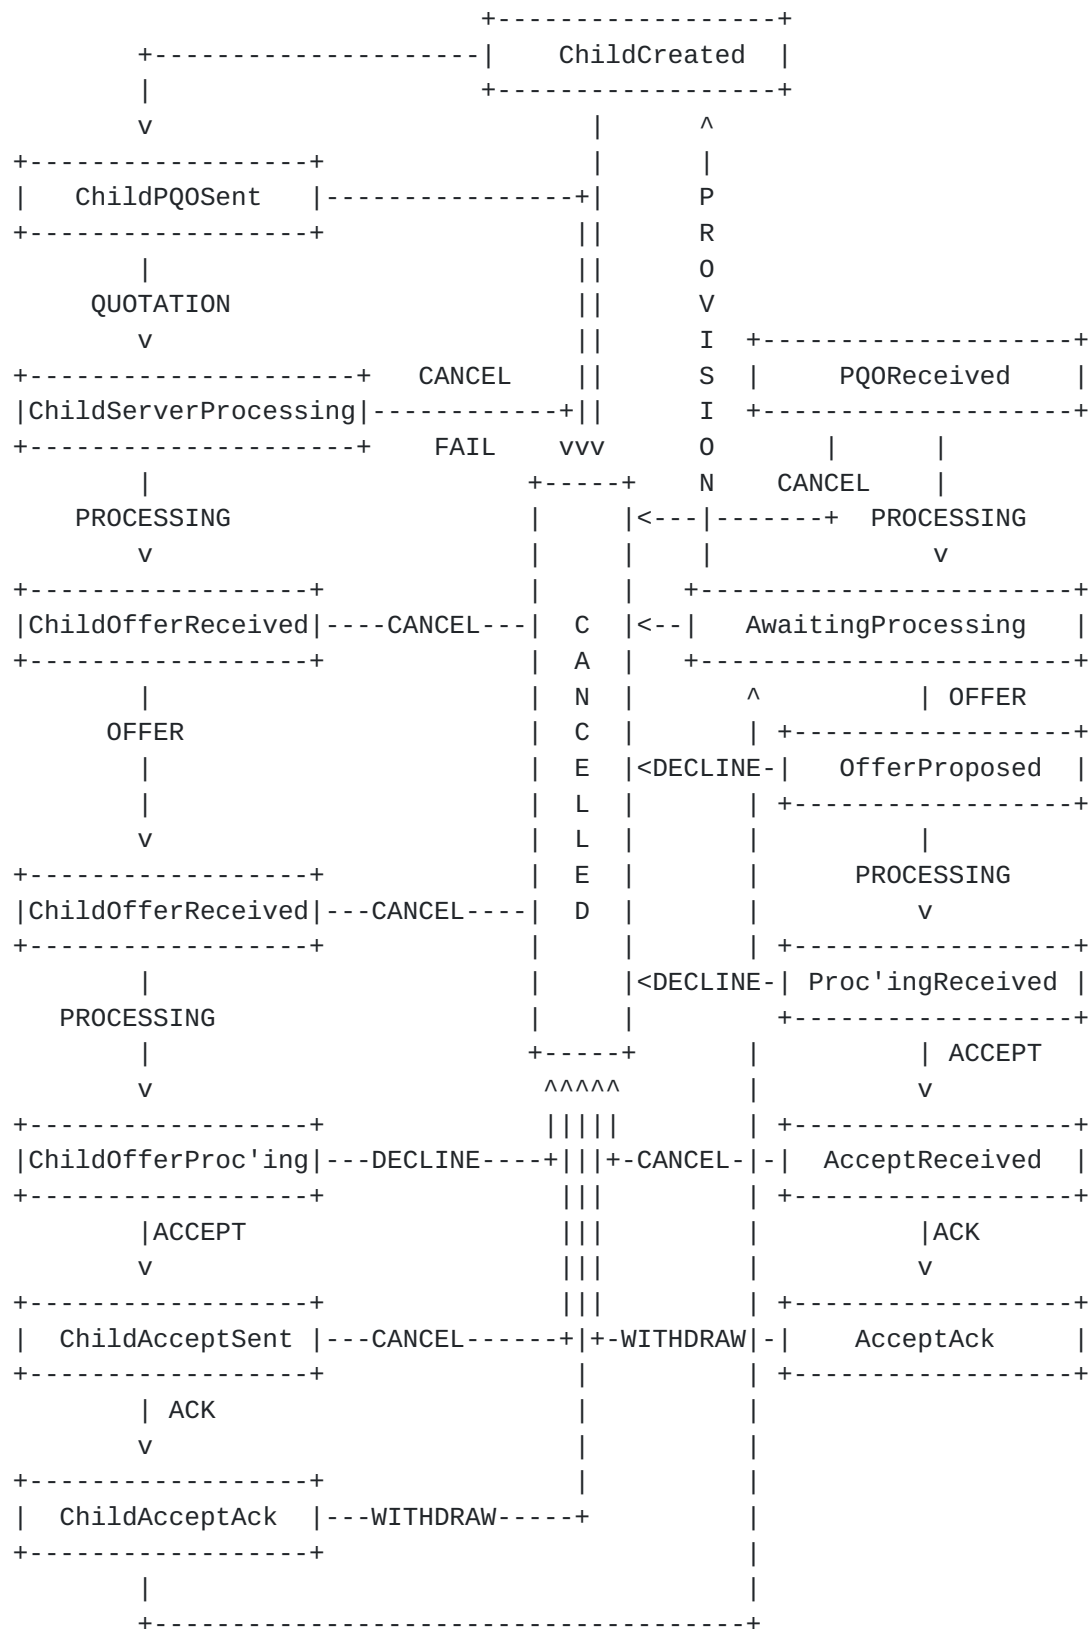 ChildCreated
ChildPQOSent
P
R
O
QUOTATION V
I
CANCEL S PQOReceived
ChildServerProcessing I
FAIL vvv O
N CANCEL
PROCESSING PROCESSING
ChildOfferReceived CANCEL C AwaitingProcessing
A
N OFFER
OFFER C
E DECLINE OfferProposed
L
L
E PROCESSING
ChildOfferReceived CANCEL D
DECLINE Proc'ingReceived
PROCESSING
ACCEPT
ChildOfferProc'ing DECLINE CANCEL AcceptReceived
ACCEPT ACK
ChildAcceptSent CANCEL WITHDRAW AcceptAck
ACK
ChildAcceptAck WITHDRAW